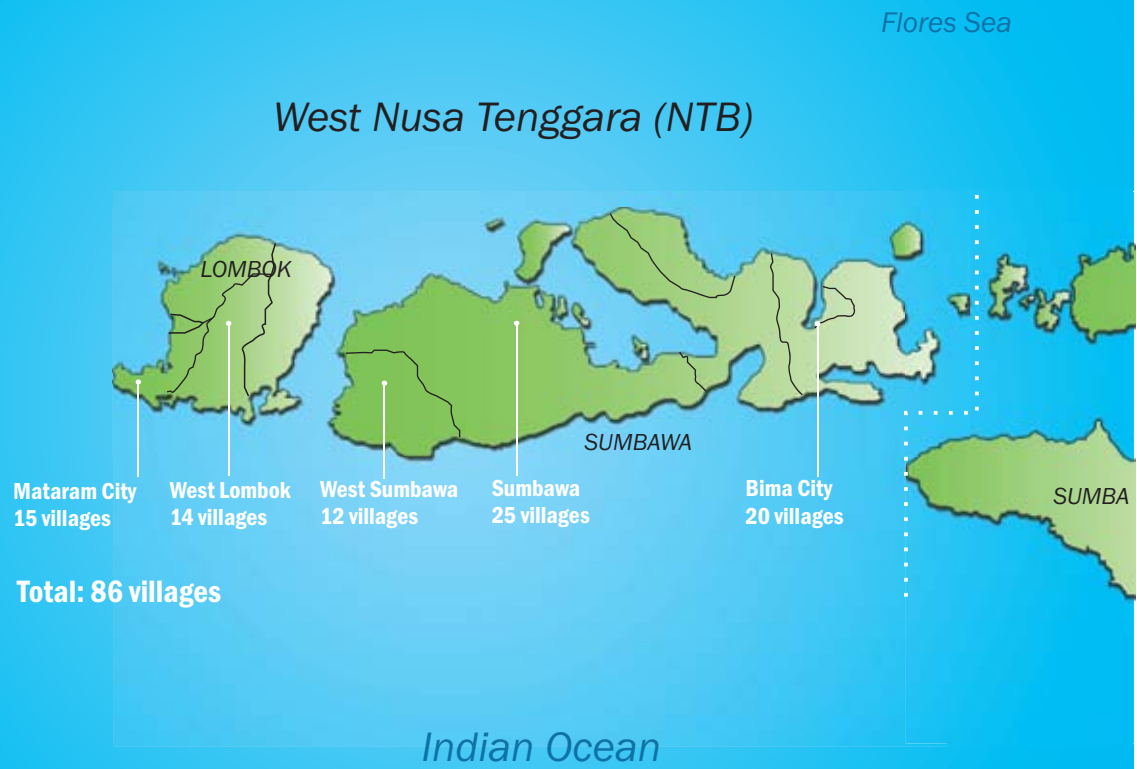 Flores Sea
West Nusa Tenggara (NTB)
LOMBOK
SUMBAWA
SUMBA
Mataram City
15 villages
West Lombok
14 villages
West Sumbawa
12 villages
Sumbawa
25 villages
Bima City
20 villages
Total: 86 villages
Indian Ocean